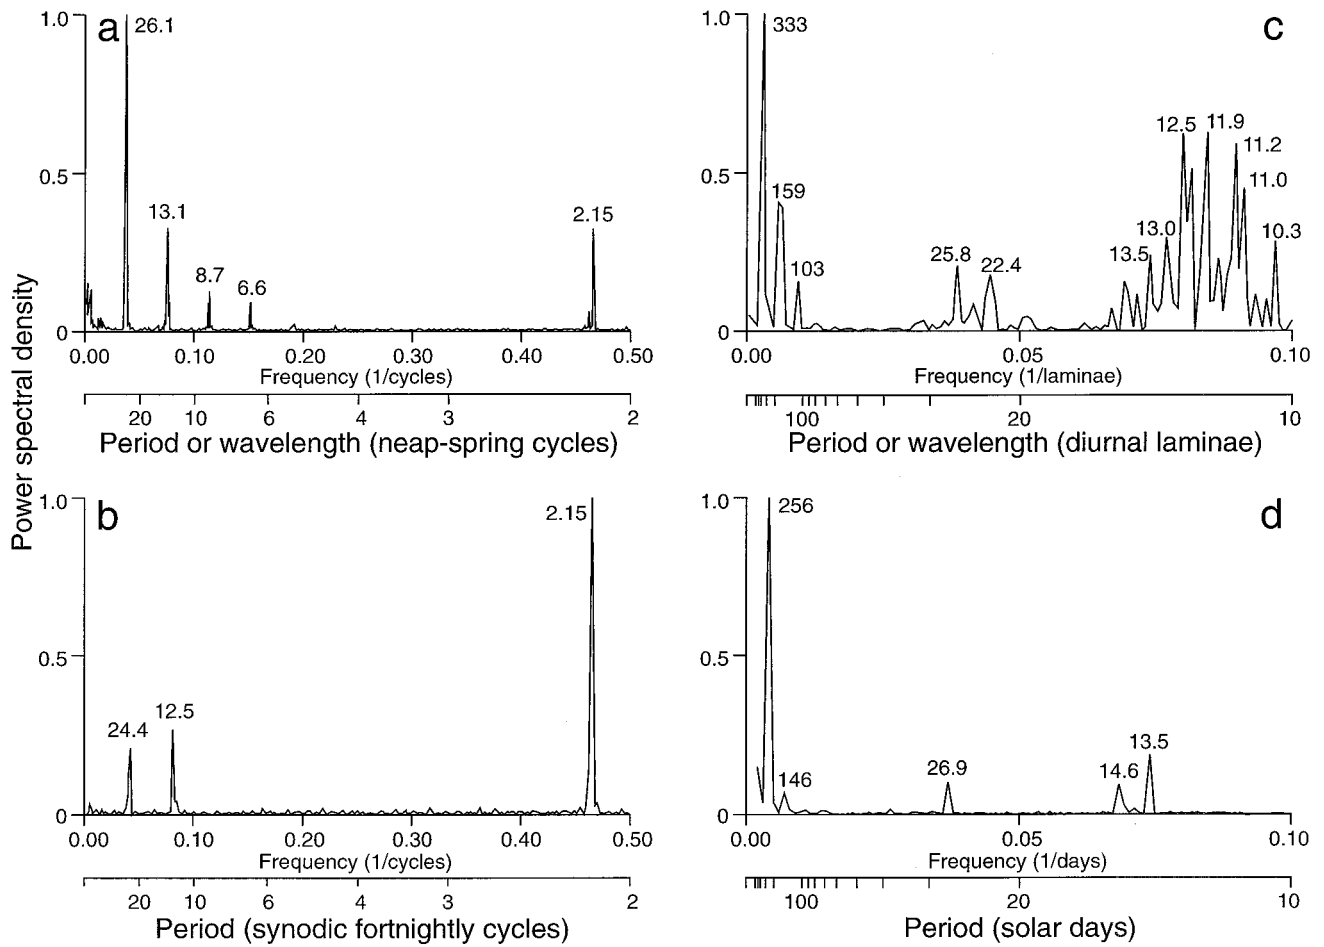 Power spectral density
a
1.0
0.5
0
26.1
13.1
8.7
6.6
2.15
0.00 0.10 0.20 0.30 0.40 0.50
Frequency (1/cycles)
20 10 6 4 3 2
Period or wavelength (neap-spring cycles)
c
1.0
0.5
0
333
159
103
25.8
22.4
13.5
13.0
12.5
11.9
11.2
11.0
10.3
0.00 0.05 0.10
Frequency (1/laminae)
100 20 10
Period or wavelength (diurnal laminae)
b
1.0
0.5
0
24.4
12.5
2.15
0.00 0.10 0.20 0.30 0.40 0.50
Frequency (1/cycles)
20 10 6 4 3 2
Period (synodic fortnightly cycles)
d
1.0
0.5
0
256
146
26.9
14.6
13.5
0.00 0.05 0.10
Frequency (1/days)
100 20 10
Period (solar days)